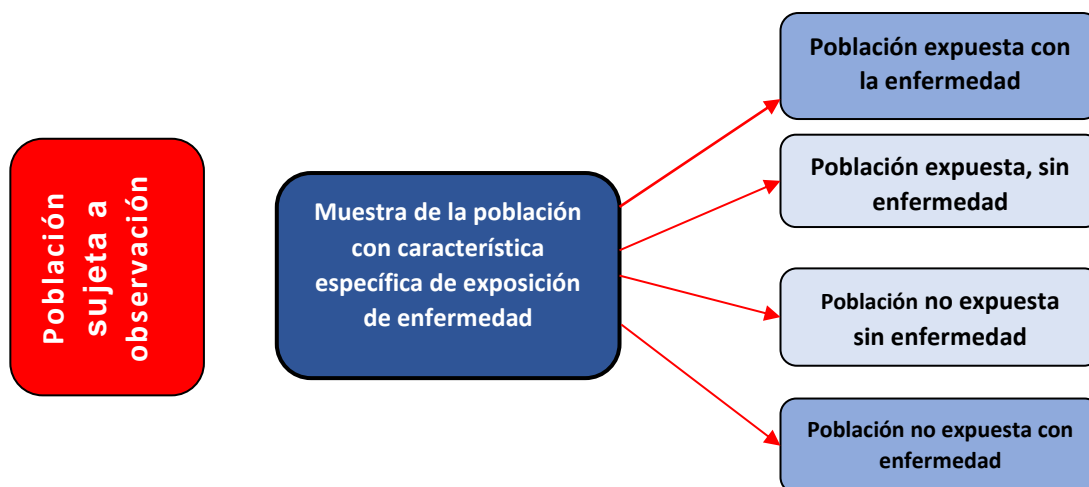 Población
sujeta a
observación
Muestra de la población
con característica
específica de exposición
de enfermedad
Población expuesta con
la enfermedad
Población expuesta, sin
enfermedad
Población no expuesta
sin enfermedad
Población no expuesta con
enfermedad